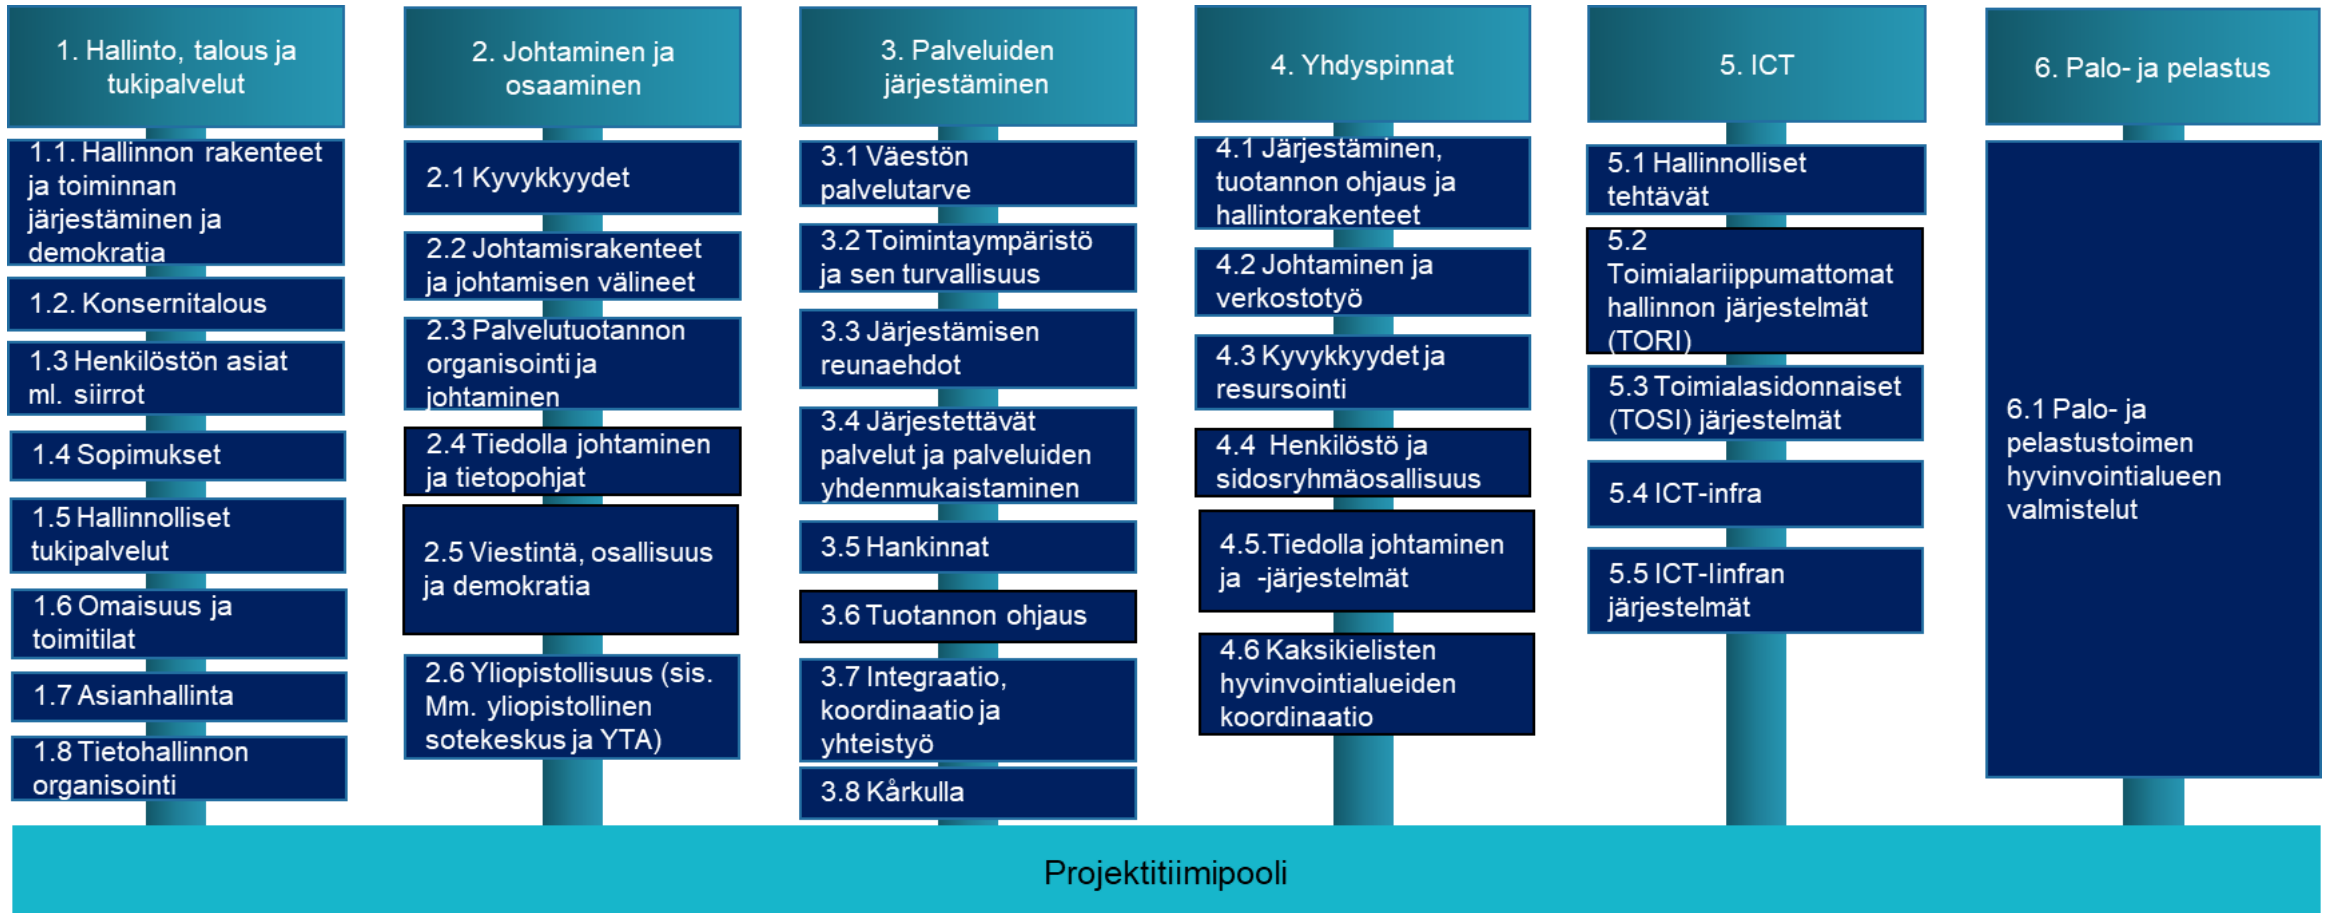 1. Hallinto, talous ja
tukipalvelut
1.1. Hallinnon rakenteet
ja toiminnan
järjestäminen ja
demokratia
1.2. Konsernitalous
1.3 Henkilöstön asiat
ml. siirrot
1.4 Sopimukset
1.5 Hallinnolliset
tukipalvelut
1.6 Omaisuus ja
toimitilat
1.7 Asianhallinta
1.8 Tietohallinnon
organisointi
2. Johtaminen ja
osaaminen
2.1 Kyvykkyydet
2.2 Johtamisrakenteet
ja johtamisen välineet
2.3 Palvelutuotannon
organisointi ja
johtaminen
2.4 Tiedolla johtaminen
ja tietopohjat
2.5 Viestintä, osallisuus
ja demokratia
2.6 Yliopistollisuus (sis.
Mm. yliopistollinen
sotekeskus ja YTA)
3. Palveluiden
järjestäminen
3.1 Väestön
palvelutarve
3.2 Toimintaympäristö
ja sen turvallisuus
3.3 Järjestämisen
reunaehdot
3.4 Järjestettävät
palvelut ja palveluiden
yhdenmukaistaminen
3.5 Hankinnat
3.6 Tuotannon ohjaus
3.7 Integraatio,
koordinaatio ja
yhteistyö
3.8 Kårkulla
4. Yhdyspinnat
4.1 Järjestäminen,
tuotannon ohjaus ja
hallintorakenteet
4.2 Johtaminen ja
verkostotyö
4.3 Kyvykkyydet ja
resursointi
4.4 Henkilöstö ja
sidosryhmäosallisuus
4.5.Tiedolla johtaminen
ja -järjestelmät
4.6 Kaksikielisten
hyvinvointialueiden
koordinaatio
5. ICT
5.1 Hallinnolliset
tehtävät
5.2
Toimialariippumattomat
hallinnon järjestelmät
(TORI)
5.3 Toimialasidonnaiset
(TOSI) järjestelmät
5.4 ICT-infra
5.5 ICT-Iinfran
järjestelmät
6. Palo- ja pelastus
6.1 Palo- ja
pelastustoimen
hyvinvointialueen
valmistelut
Projektitiimipooli